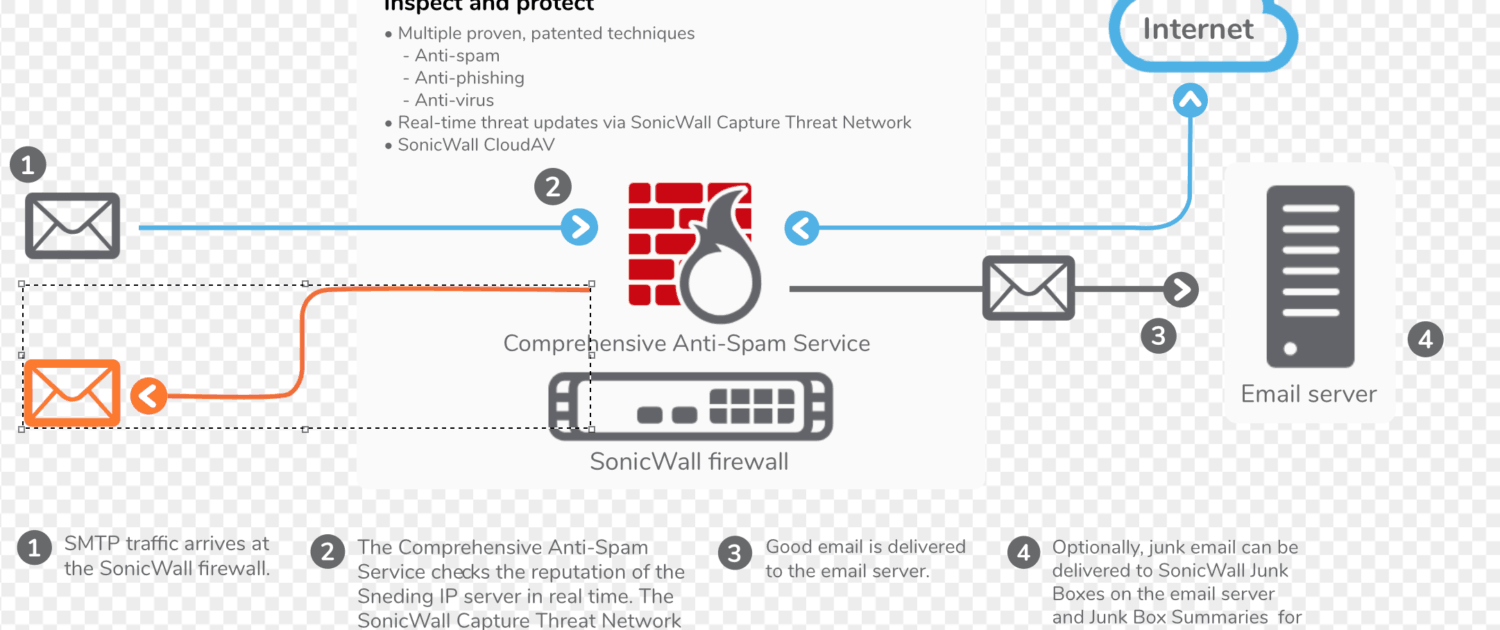 Inspect and protect
• Multiple proven, patented techniques
- Anti-spam
- Anti-phishing
- Anti-virus
• Real-time threat updates via SonicWall Capture Threat Network
• SonicWall CloudAV
Internet
1
2
3
4
Comprehensive Anti-Spam Service
SonicWall firewall
Email server
1 SMTP traffic arrives at
the SonicWall firewall.
2 The Comprehensive Anti-Spam
Service checks the reputation of the
Sneding IP server in real time. The
SonicWall Capture Threat Network
3 Good email is delivered
to the email server.
4 Optionally, junk email can be
delivered to SonicWall Junk
Boxes on the email server
and Junk Box Summaries for